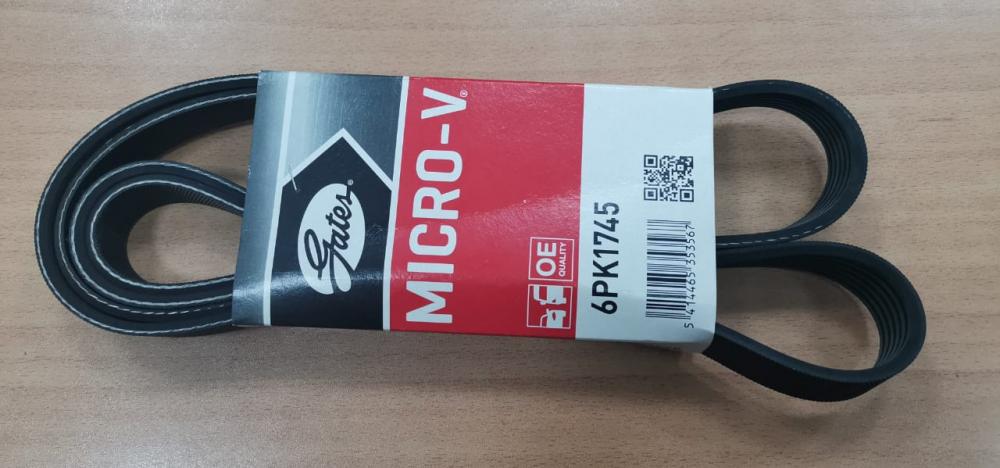 Gates®
MICRO-V®
OE
QUALITY
6PK1745
5 414465 353567